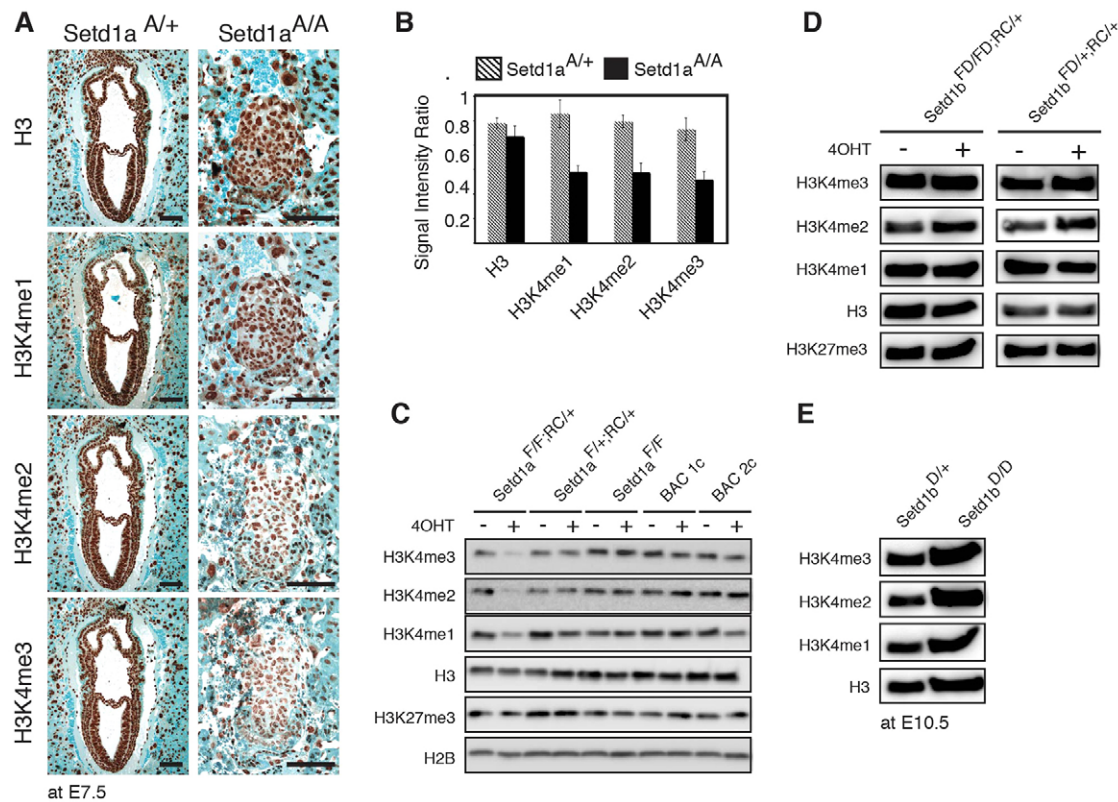 A
Setd1a A/+
Setd1a A/A
H3
H3K4me1
H3K4me2
H3K4me3
at E7.5
B
Setd1a A/+
Setd1a A/A
Signal Intensity Ratio
1
0.8
0.6
0.4
0.2
H3
H3K4me1
H3K4me2
H3K4me3
C
Setd1a F/F;RC/+
Setd1a F/+;RC/+
Setd1a F/F
BAC 1c
BAC 2c
4OHT - + - + - + - + - +
H3K4me3
H3K4me2
H3K4me1
H3
H3K27me3
H2B
D
Setd1b FD/FD;RC/+
Setd1b FD/+;RC/+
4OHT - + - +
H3K4me3
H3K4me2
H3K4me1
H3
H3K27me3
E
Setd1b D/+
Setd1b D/D
H3K4me3
H3K4me2
H3K4me1
H3
at E10.5